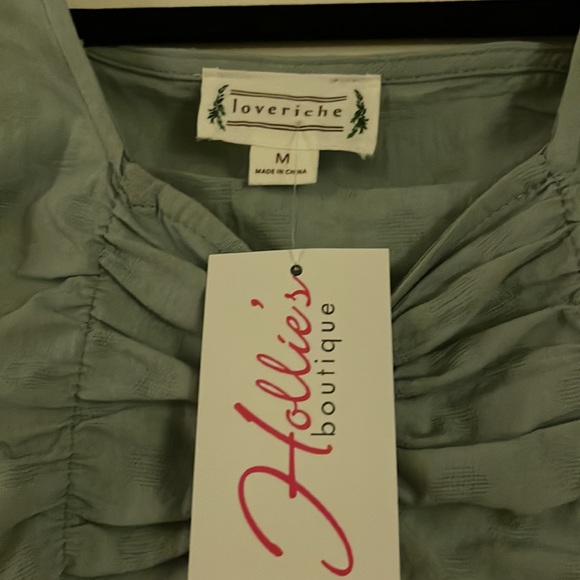 loveriche
M
MADE IN CHINA
Hollie's
boutique